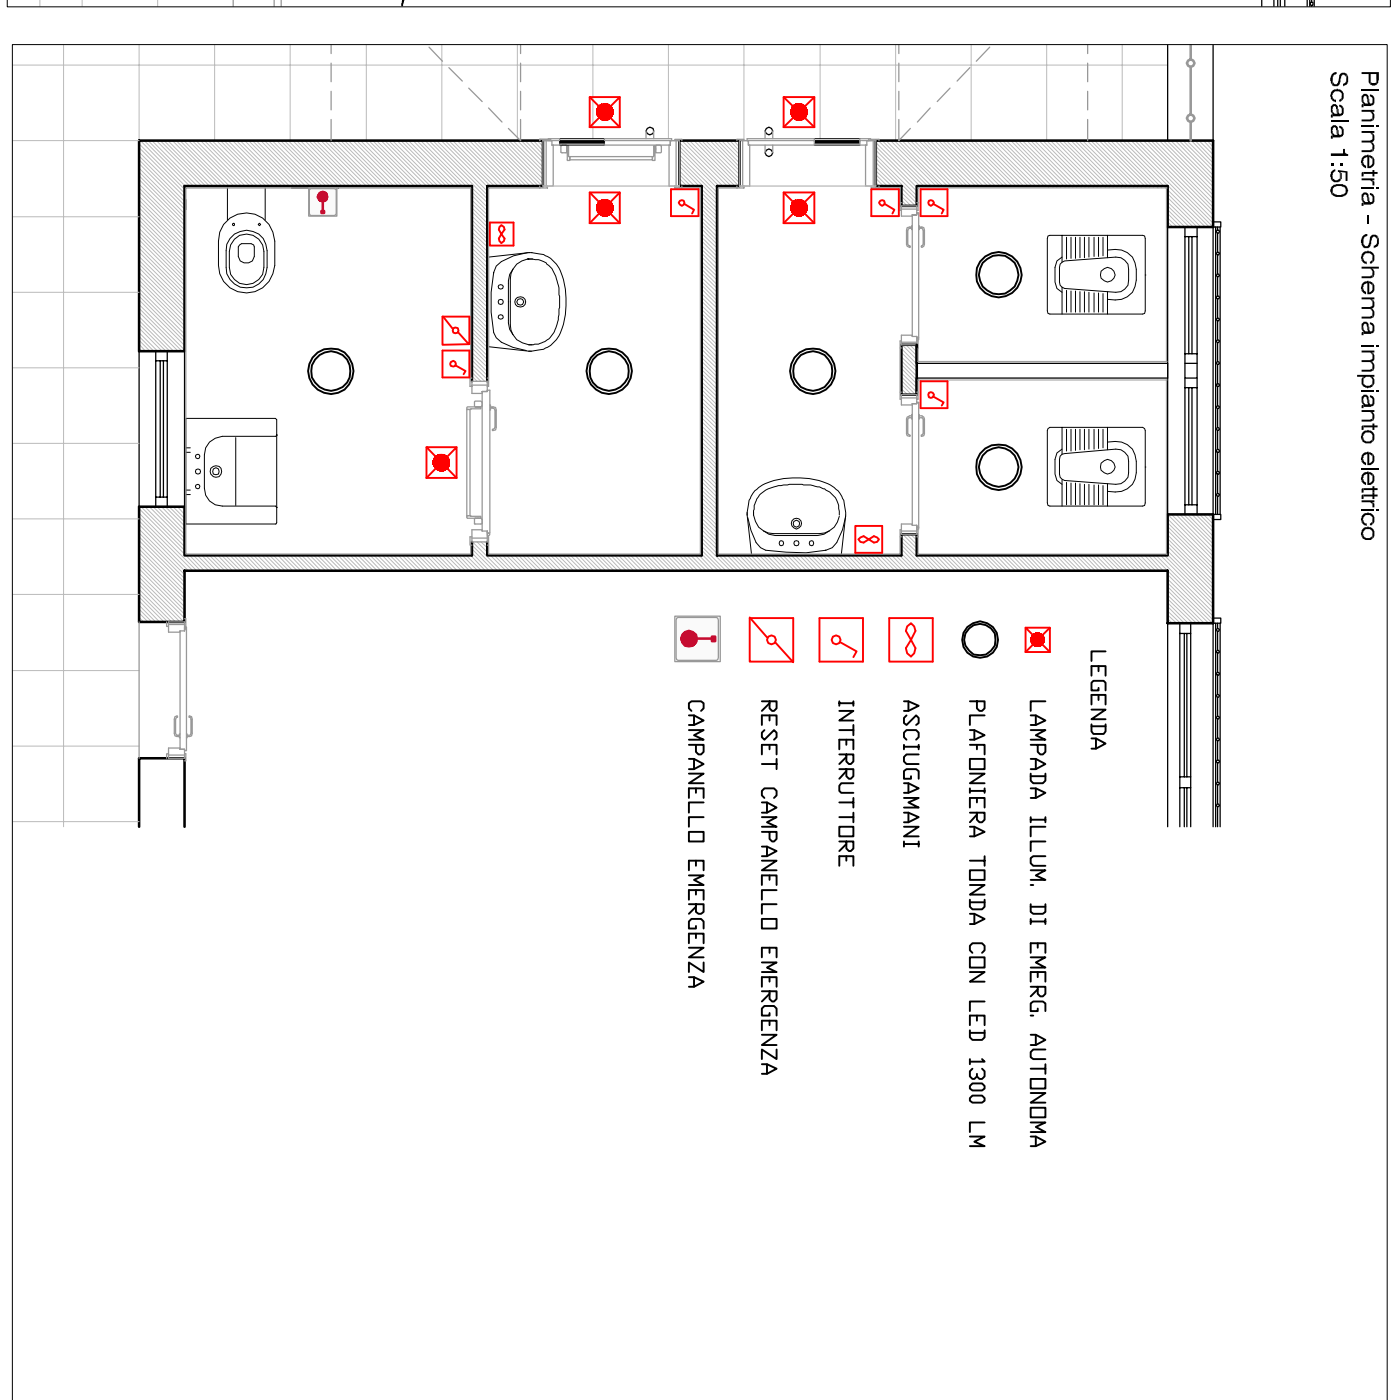 Planimetria - Schema impianto elettrico
Scala 1:50
LEGENDA
LAMPADA ILLUM. DI EMERG. AUTONOMA
PLAFONIERA TONDA CON LED 1300 LM
ASCIUGAMANI
INTERRUTTORE
RESET CAMPANELLO EMERGENZA
CAMPANELLO EMERGENZA